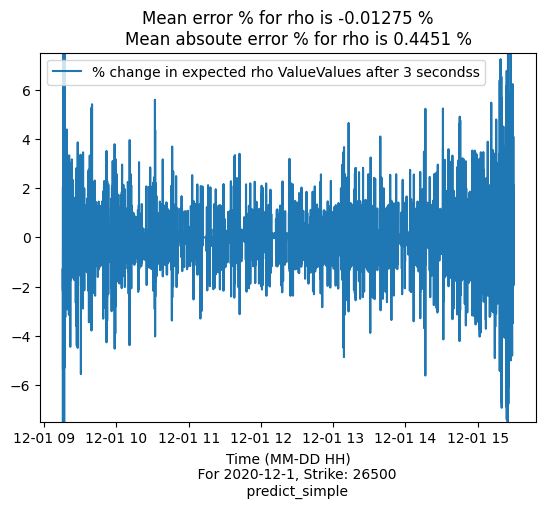 Mean error % for rho is -0.01275 %
Mean absoute error % for rho is 0.4451 %
% change in expected rho ValueValues after 3 secondss
6
4
2
0
−2
−4
−6
12-01 09 12-01 10 12-01 11 12-01 12 12-01 13 12-01 14 12-01 15
Time (MM-DD HH)
For 2020-12-1, Strike: 26500
predict_simple